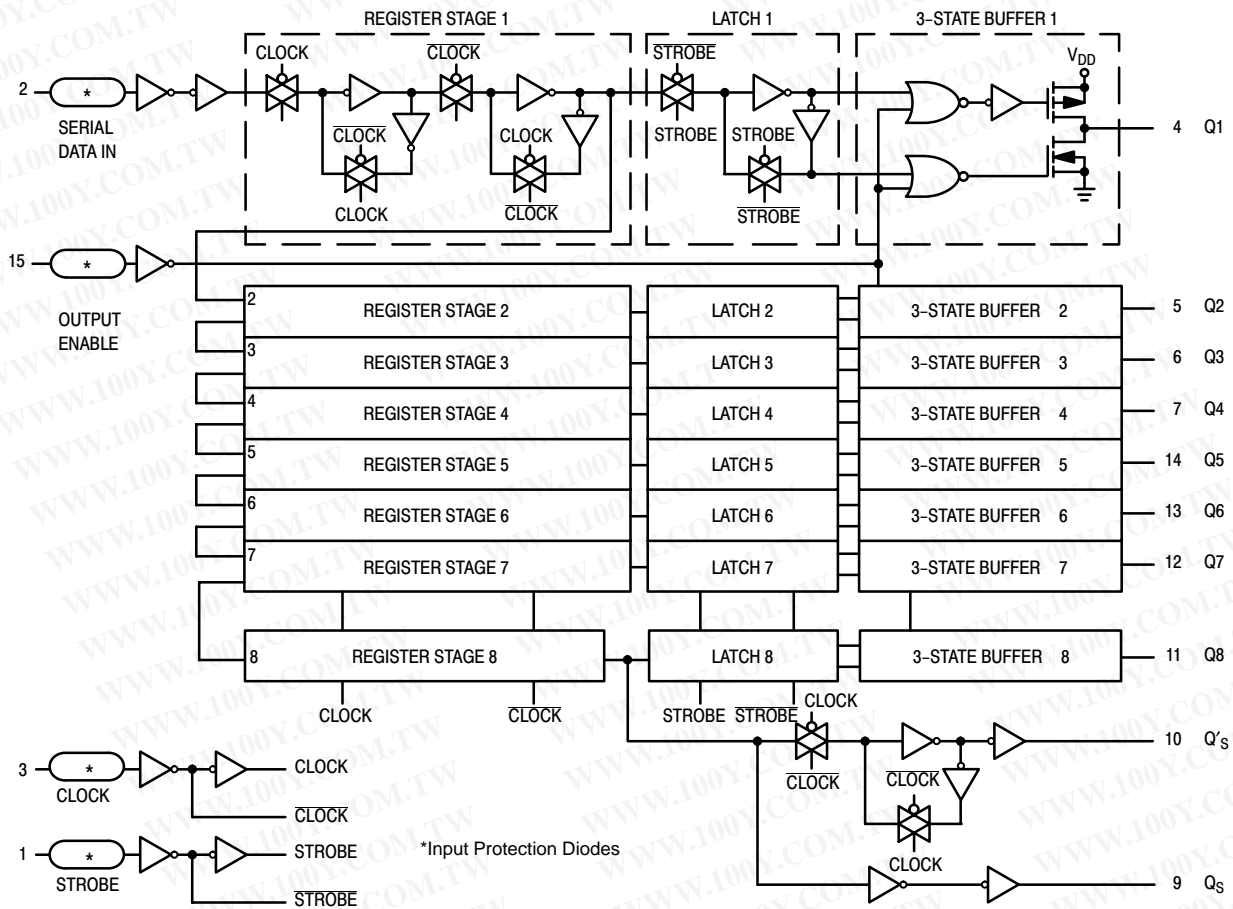 REGISTER STAGE 1
LATCH 1
3-STATE BUFFER 1
CLOCK
CLOCK
STROBE
VDD
2
*
SERIAL
DATA IN
CLOCK
CLOCK
CLOCK
CLOCK
STROBE
STROBE
STROBE
4 Q1
15
*
OUTPUT
ENABLE
2 REGISTER STAGE 2 LATCH 2 3-STATE BUFFER 2 5 Q2
3 REGISTER STAGE 3 LATCH 3 3-STATE BUFFER 3 6 Q3
4 REGISTER STAGE 4 LATCH 4 3-STATE BUFFER 4 7 Q4
5 REGISTER STAGE 5 LATCH 5 3-STATE BUFFER 5 14 Q5
6 REGISTER STAGE 6 LATCH 6 3-STATE BUFFER 6 13 Q6
7 REGISTER STAGE 7 LATCH 7 3-STATE BUFFER 7 12 Q7
8 REGISTER STAGE 8 LATCH 8 3-STATE BUFFER 8 11 Q8
CLOCK
CLOCK
STROBE
STROBE
CLOCK
CLOCK
10 Q'S
CLOCK
CLOCK
9 QS
3
*
CLOCK
CLOCK
CLOCK
1
*
STROBE
STROBE
STROBE
*Input Protection Diodes
WWW.100Y.COM.TW